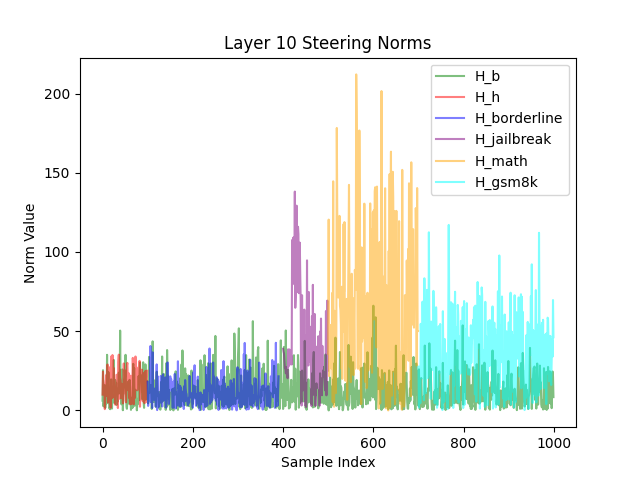 Layer 10 Steering Norms
Norm Value
200
150
100
50
0
H_b
H_h
H_borderline
H_jailbreak
H_math
H_gsm8k
0
200
400
600
800
1000
Sample Index